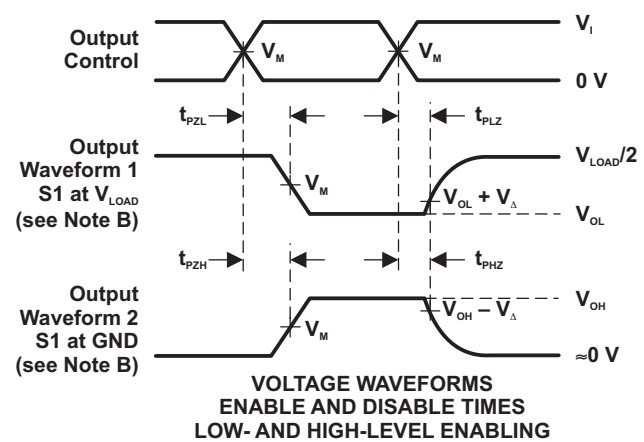 Output
Control
V_M
V_M
V_I
0 V
t_PZL
t_PLZ
Output
Waveform 1
S1 at V_LOAD
(see Note B)
V_M
V_OL + V_Δ
V_LOAD/2
V_OL
t_PZH
t_PHZ
Output
Waveform 2
S1 at GND
(see Note B)
V_M
V_OH – V_Δ
V_OH
≈0 V
VOLTAGE WAVEFORMS
ENABLE AND DISABLE TIMES
LOW- AND HIGH-LEVEL ENABLING